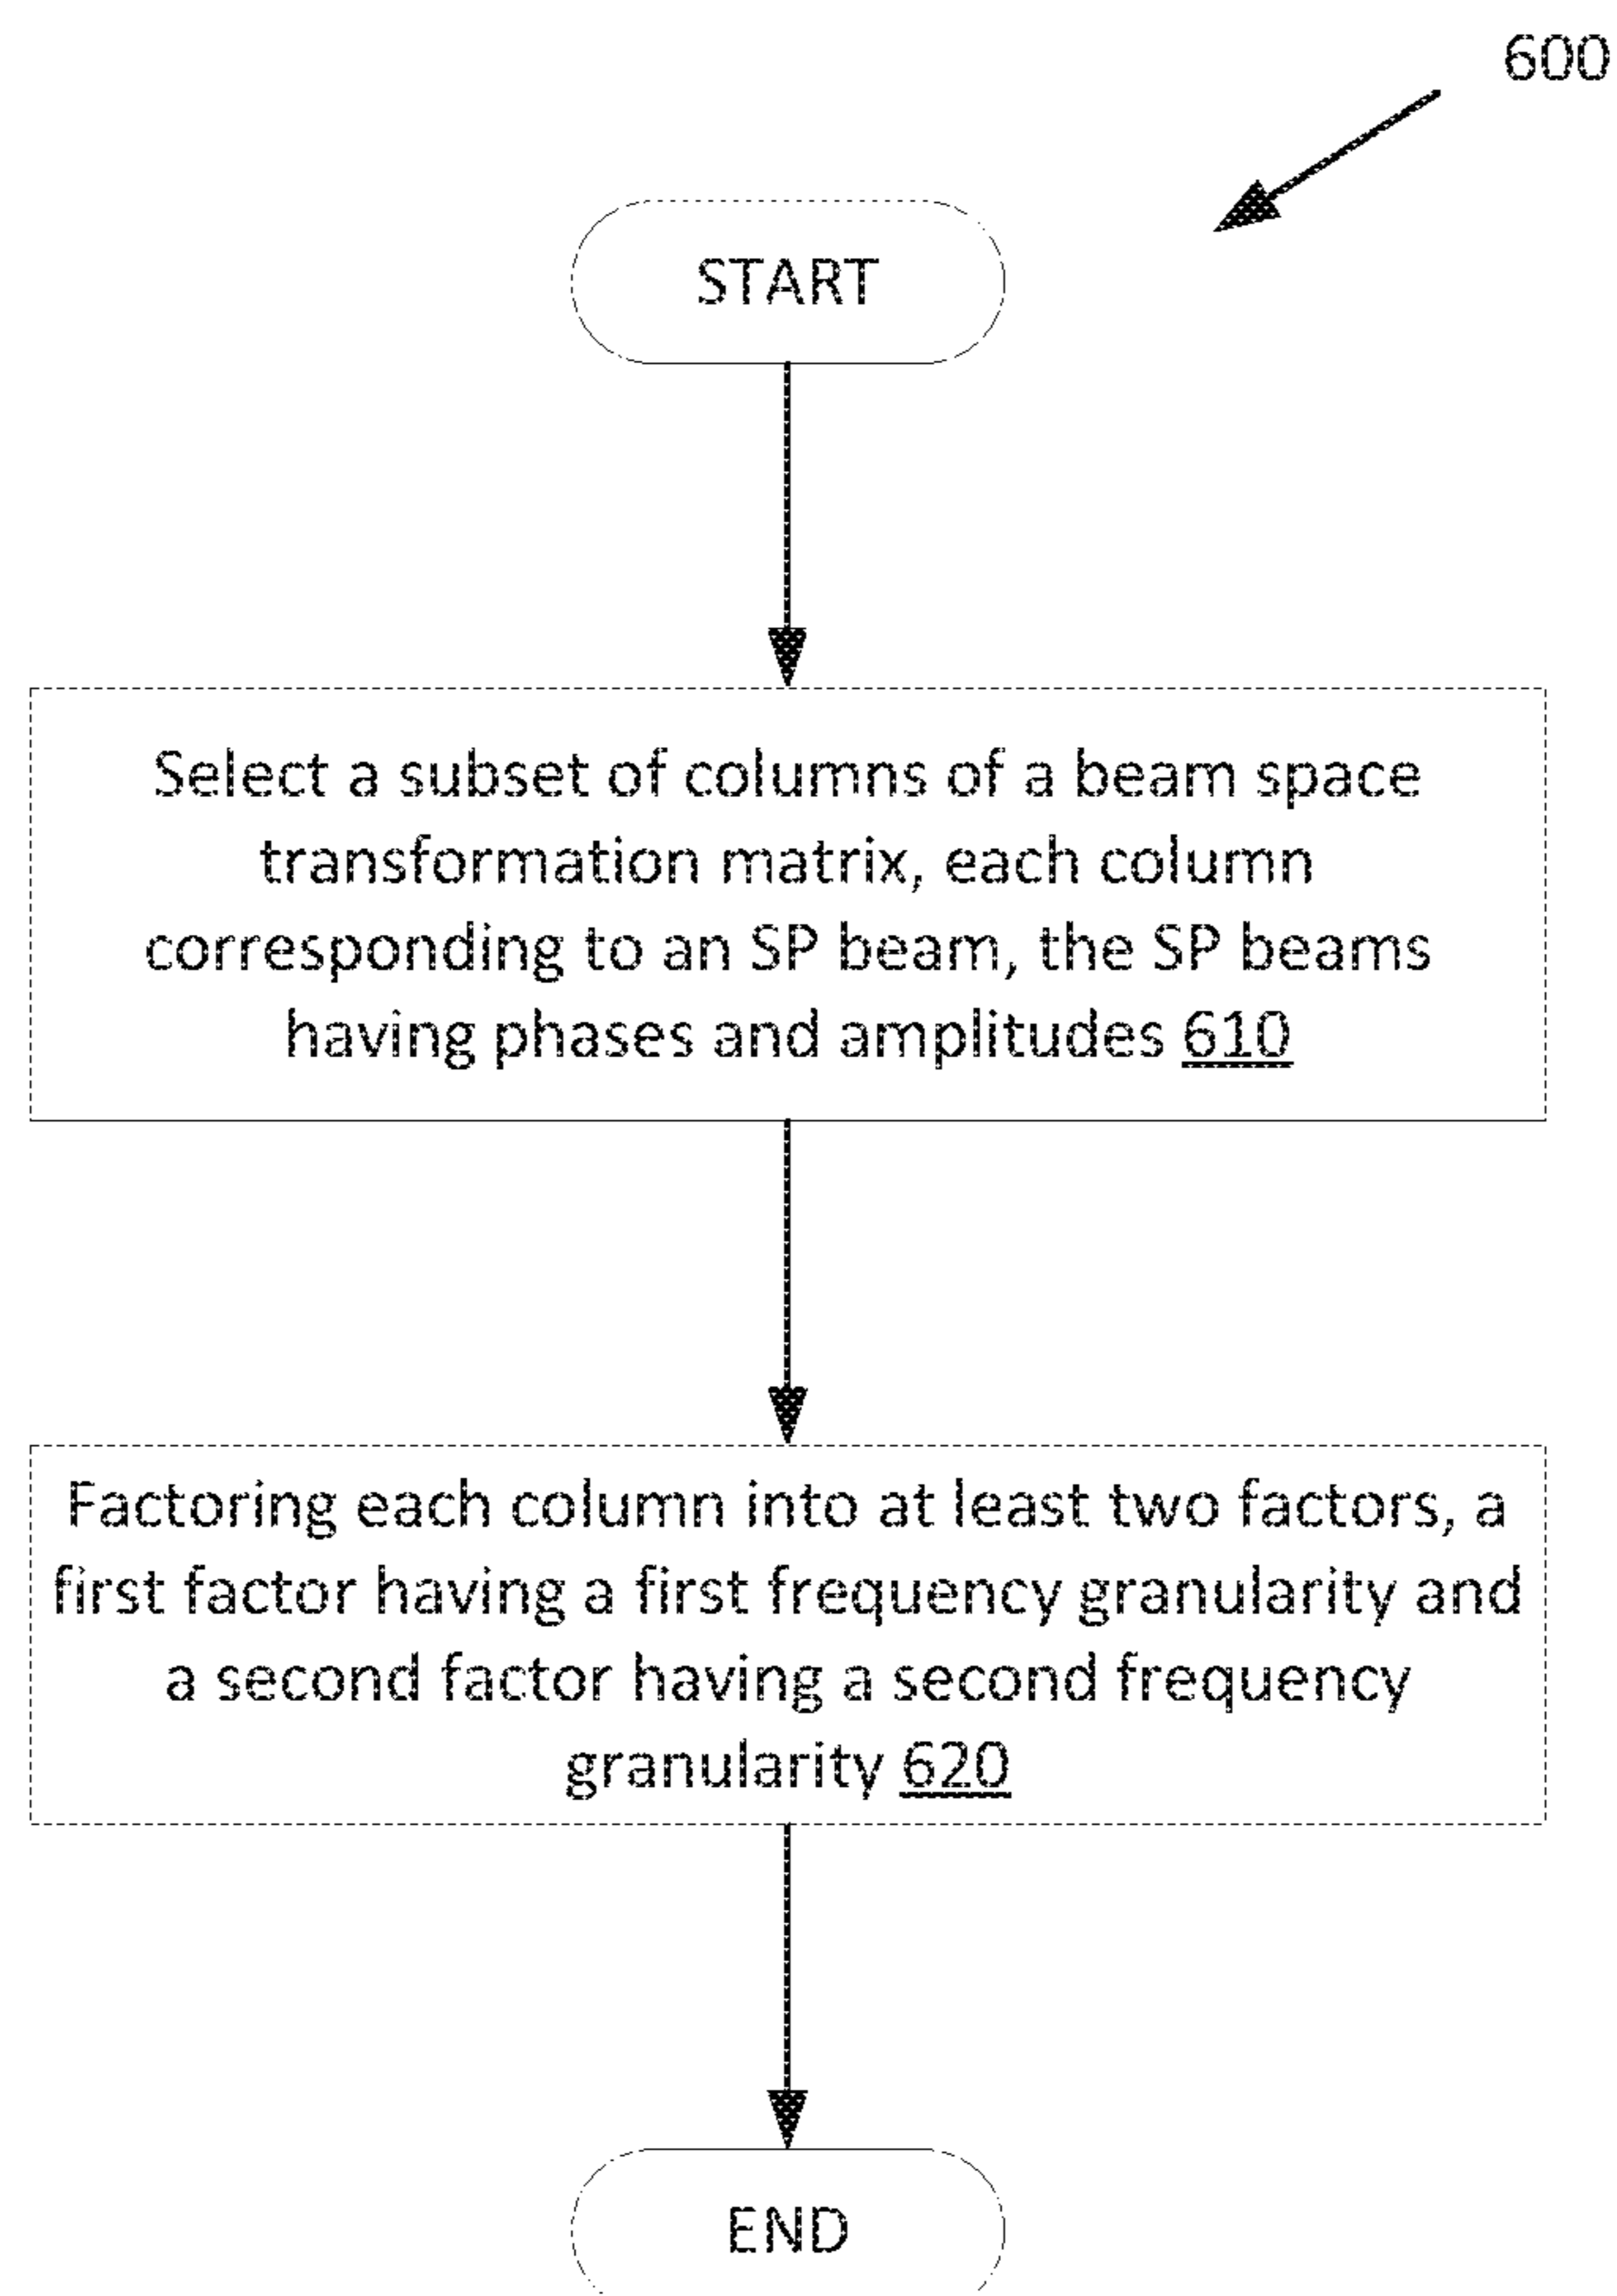 600
START
Select a subset of columns of a beam space
transformation matrix, each column
corresponding to an SP beam, the SP beams
having phases and amplitudes 610
Factoring each column into at least two factors, a
first factor having a first frequency granularity and
a second factor having a second frequency
granularity 620
END